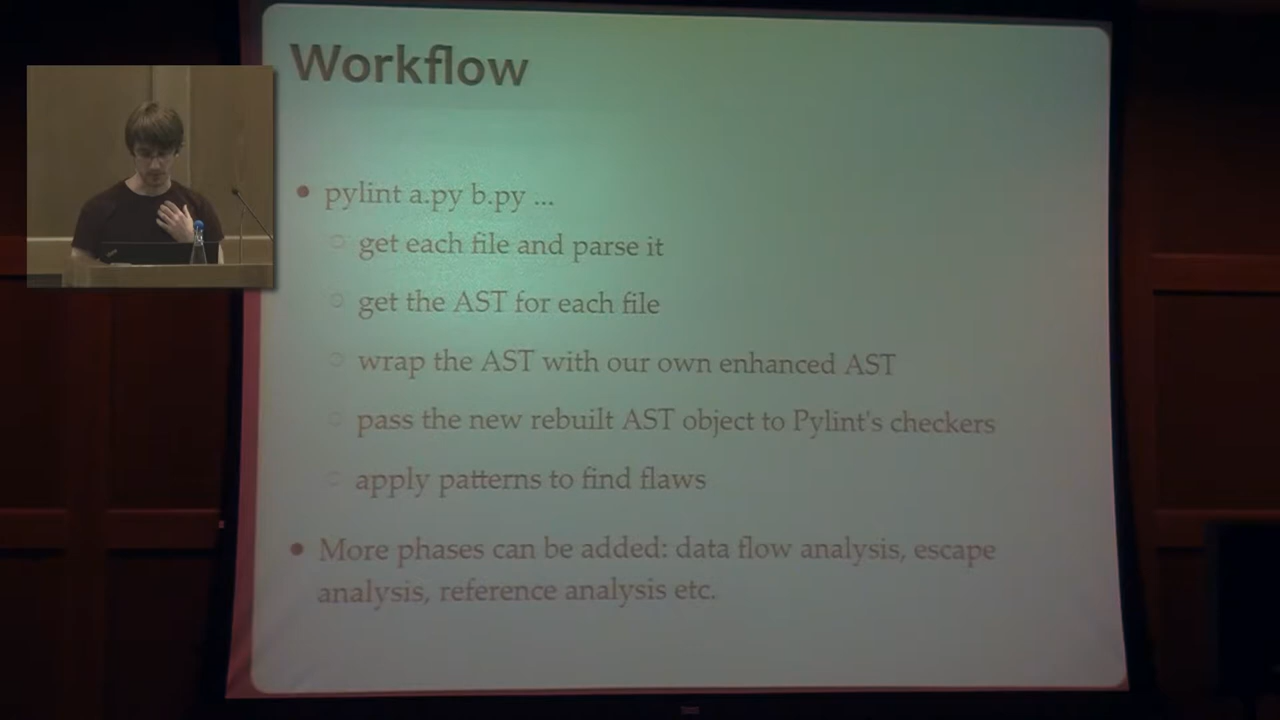 Workflow
pylint a.py b.py ...
get each file and parse it
get the AST for each file
wrap the AST with our own enhanced AST
pass the new rebuilt AST object to Pylint's checkers
apply patterns to find flaws
More phases can be added: data flow analysis, escape
analysis, reference analysis etc.